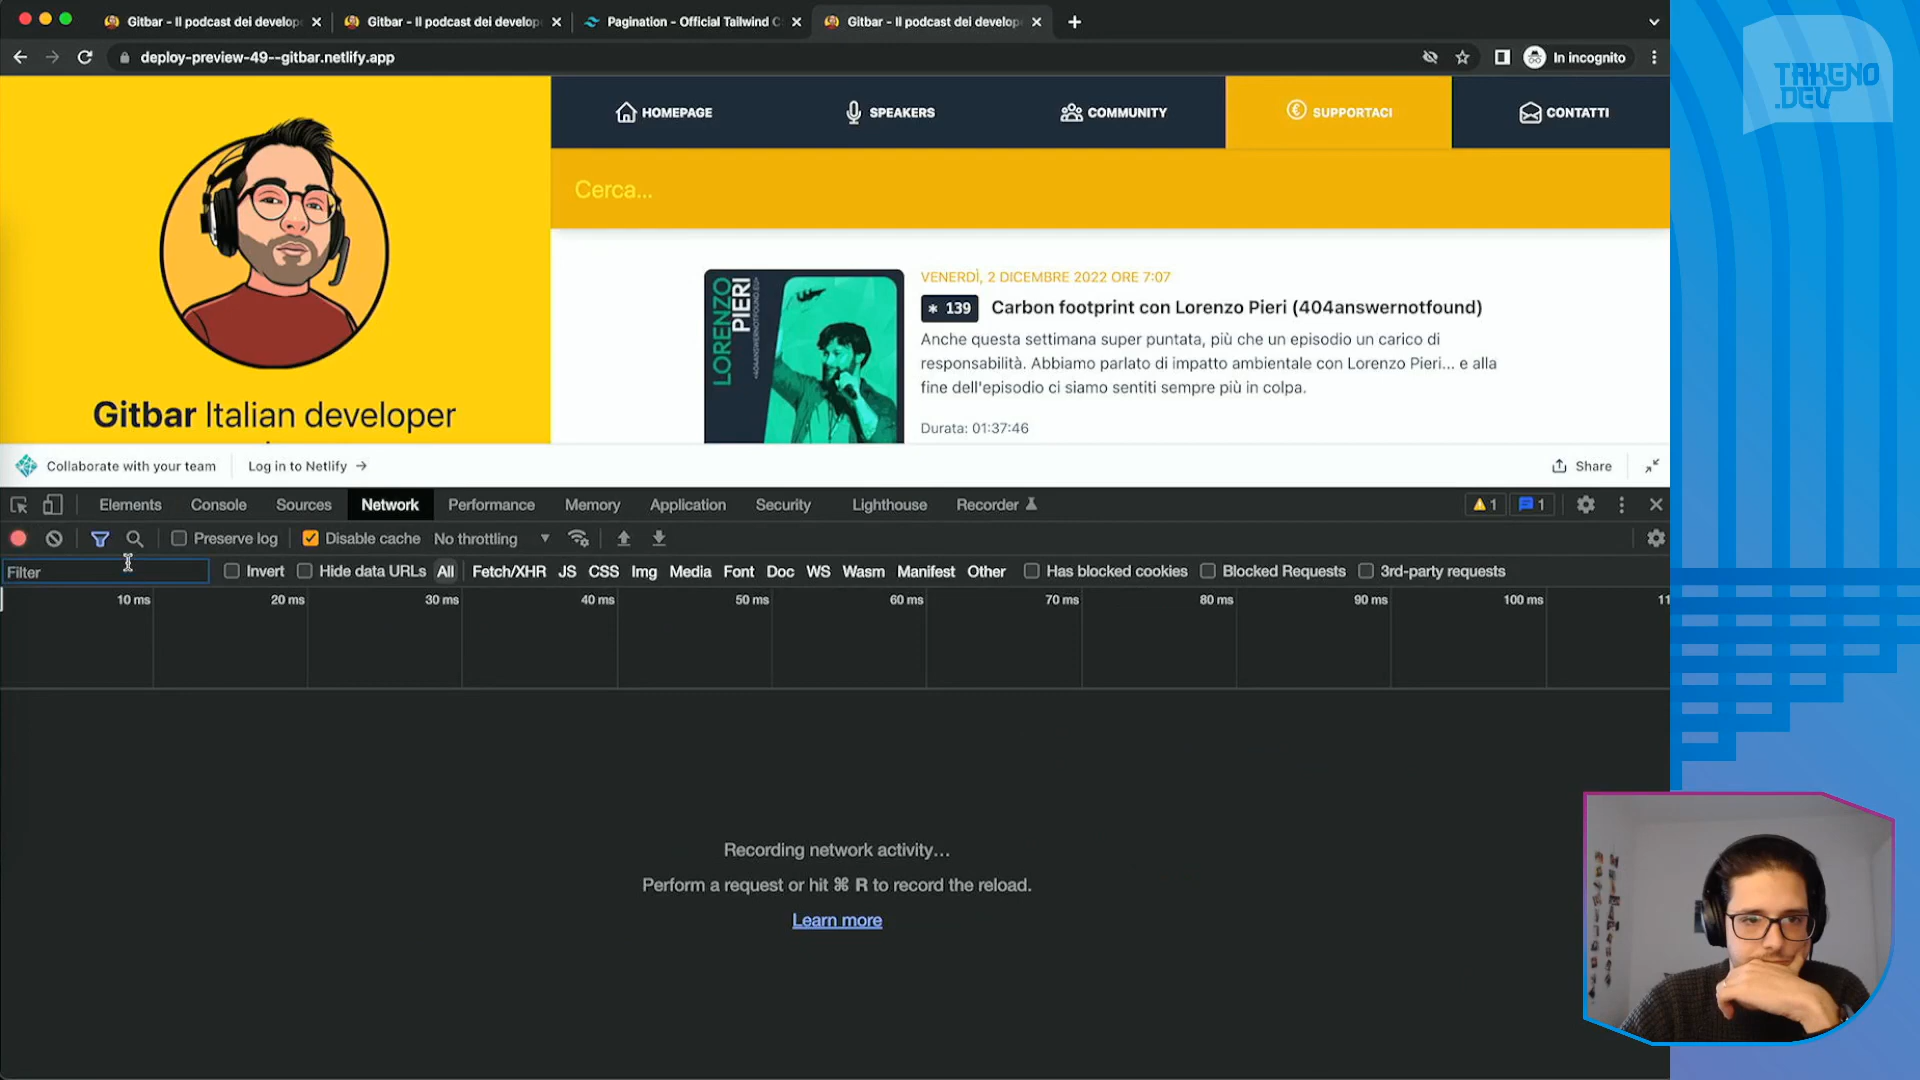 Gitbar - Il podcast dei develope
Gitbar - Il podcast dei develop
Pagination - Official Tailwind C
Gitbar - Il podcast dei develop
deploy-preview-49--gitbar.netlify.app
In incognito
TAKENO
.DEV
HOMEPAGE
SPEAKERS
COMMUNITY
SUPPORTACI
CONTATTI
Cerca...
LORENZO
PIERI
VENERDÌ, 2 DICEMBRE 2022 ORE 7:07
* 139 Carbon footprint con Lorenzo Pieri (404answernotfound)
Anche questa settimana super puntata, più che un episodio un carico di
responsabilità. Abbiamo parlato di impatto ambientale con Lorenzo Pieri... e alla
fine dell'episodio ci siamo sentiti sempre più in colpa.
Durata: 01:37:46
Gitbar Italian developer
Collaborate with your team
Log in to Netlify →
Share
Elements Console Sources Network Performance Memory Application Security Lighthouse Recorder
1
1
Preserve log Disable cache No throttling
Filter
Invert Hide data URLs All Fetch/XHR JS CSS Img Media Font Doc WS Wasm Manifest Other Has blocked cookies Blocked Requests 3rd-party requests
10 ms 20 ms 30 ms 40 ms 50 ms 60 ms 70 ms 80 ms 90 ms 100 ms 11
Recording network activity…
Perform a request or hit ⌘ R to record the reload.
Learn more